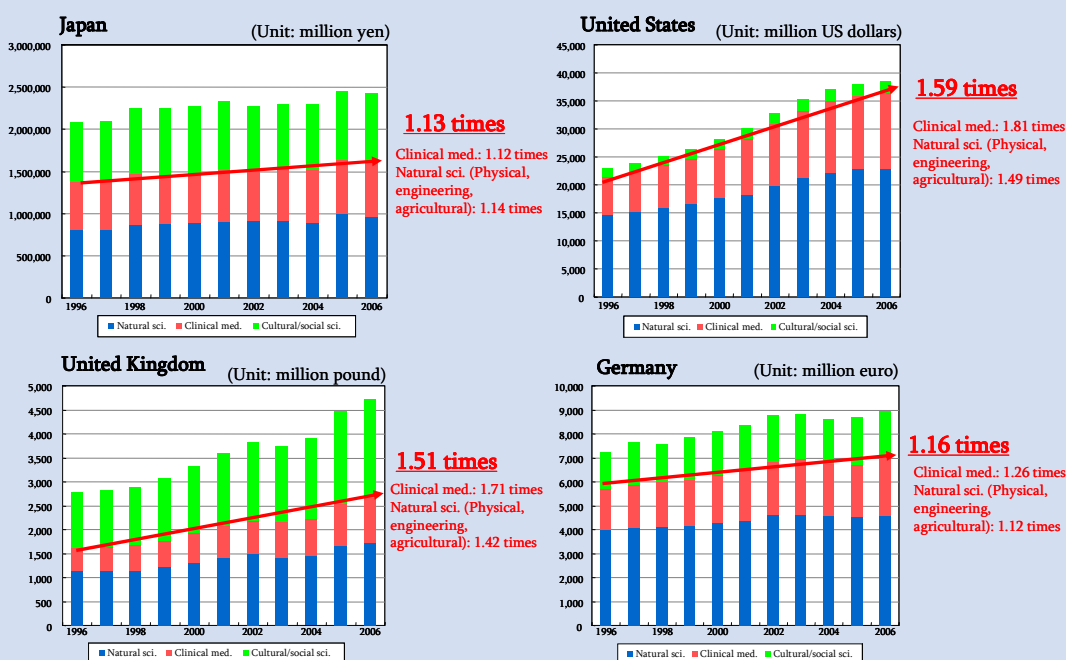 Japan
(Unit: million yen)
3,000,000
2,500,000
2,000,000
1,500,000
1,000,000
500,000
0
1996
1998
2000
2002
2004
2006
Natural sci. Clinical med. Cultural/social sci.
1.13 times
Clinical med.: 1.12 times
Natural sci. (Physical,
engineering,
agricultural): 1.14 times
United States
(Unit: million US dollars)
45,000
45,000
35,000
30,000
25,000
20,000
15,000
10,000
5,000
0
1996
1998
2000
2002
2004
2006
Natural sci. Clinical med. Cultural/social sci.
1.59 times
Clinical med.: 1.81 times
Natural sci. (Physical,
engineering,
agricultural): 1.49 times
United Kingdom
(Unit: million pound)
5,000
4,500
4,000
3,500
3,000
2,500
2,000
1,500
1,000
500
0
1996
1998
2000
2002
2004
2006
Natural sci. Clinical med. Cultural/social sci.
1.51 times
Clinical med.: 1.71 times
Natural sci. (Physical,
engineering,
agricultural): 1.42 times
Germany
(Unit: million euro)
10,000
9,000
8,000
7,000
6,000
5,000
4,000
3,000
2,000
1,000
0
1996
1998
2000
2002
2004
2006
Natural sci. Clinical med. Cultural/social sci.
1.16 times
Clinical med.: 1.26 times
Natural sci. (Physical,
engineering,
agricultural): 1.12 times